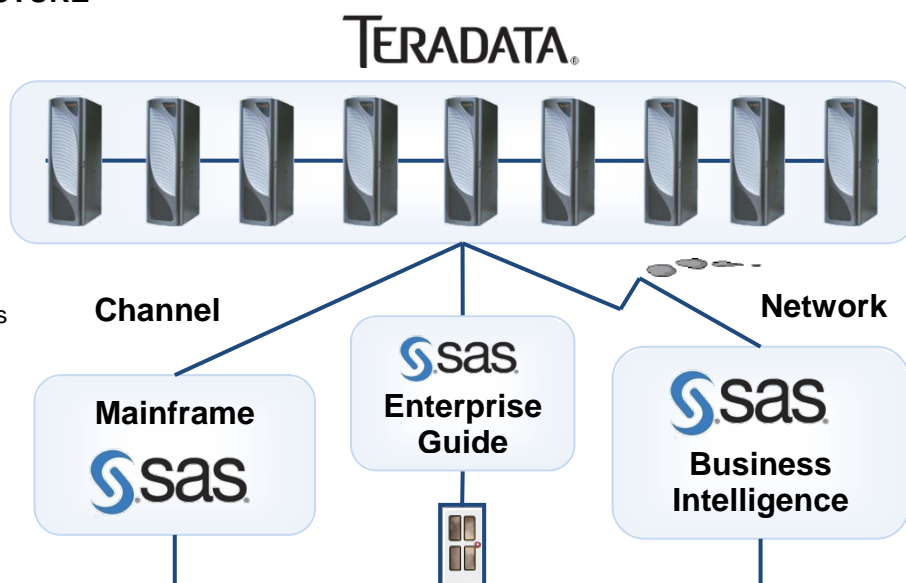 TERADATA®
s
Channel
Network
Mainframe
sas
sas
Enterprise
Guide
sas
Business
Intelligence